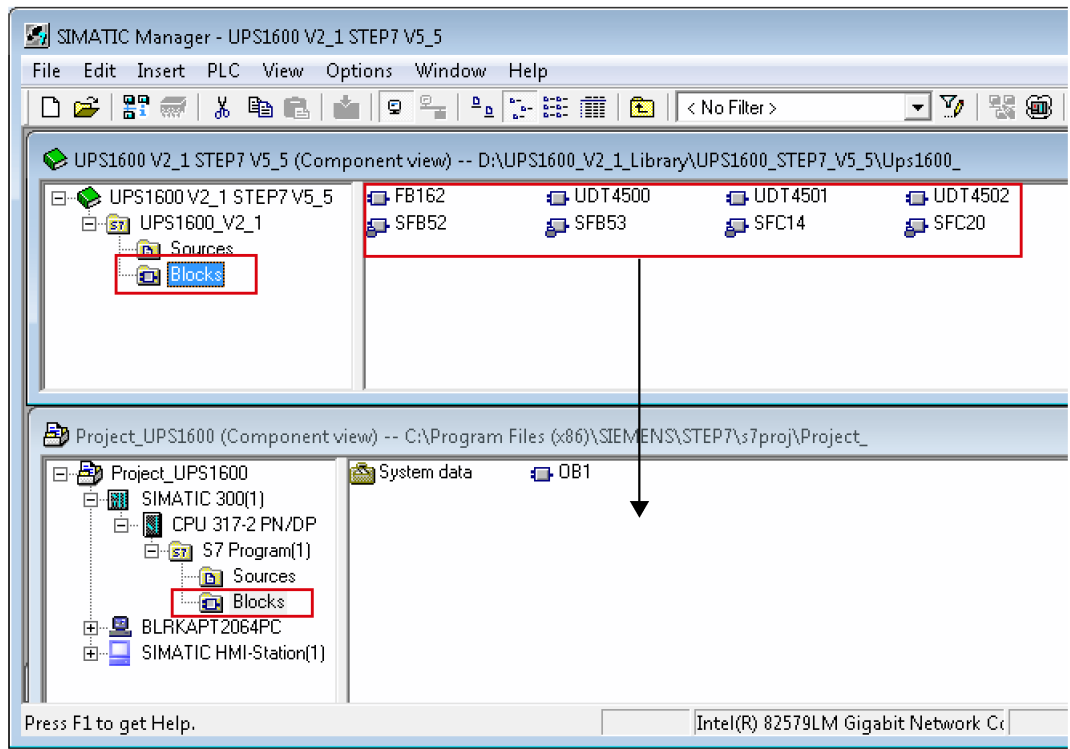 SIMATIC Manager - UPS1600 V2_1 STEP7 V5_5
File Edit Insert PLC View Options Window Help
< No Filter >
UPS1600 V2_1 STEP7 V5_5 (Component view) -- D:\UPS1600_V2_1_Library\UPS1600_STEP7_V5_5\Ups1600_
UPS1600 V2_1 STEP7 V5_5
UPS1600_V2_1
Sources
Blocks
FB162 UDT4500 UDT4501 UDT4502
SFB52 SFB53 SFC14 SFC20
Project_UPS1600 (Component view) -- C:\Program Files (x86)\SIEMENS\STEP7\s7proj\Project_
Project_UPS1600
SIMATIC 300(1)
CPU 317-2 PN/DP
S7 Program(1)
Sources
Blocks
BLRKAPT2064PC
SIMATIC HMI-Station(1)
System data OB1
Press F1 to get Help.
Intel(R) 82579LM Gigabit Network Co